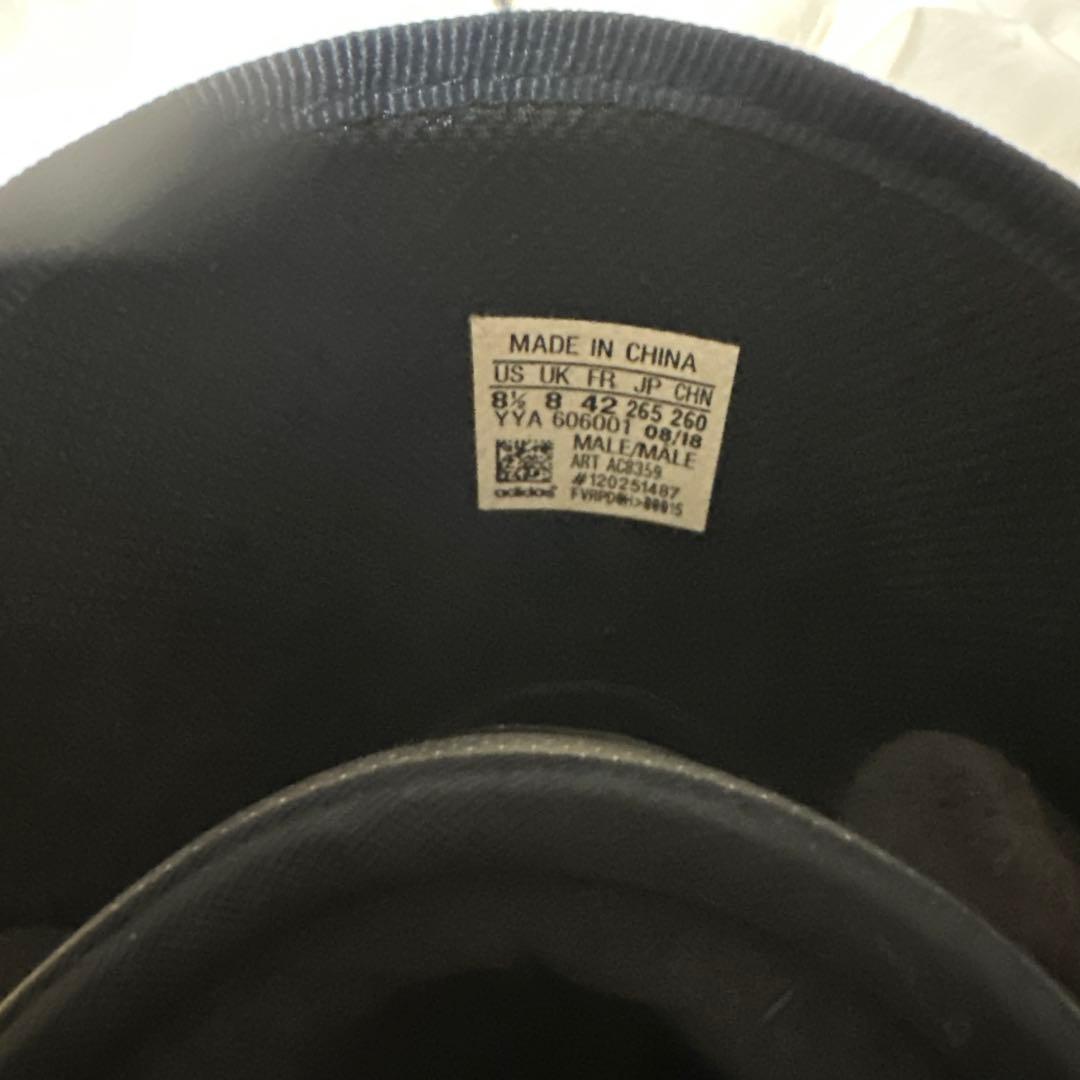 MADE IN CHINA
US UK FR JP CHN
8½ 8 42 265 260
YYA 606001 08/18
MALE/MALE
ART AC8359
#120251487
adidas